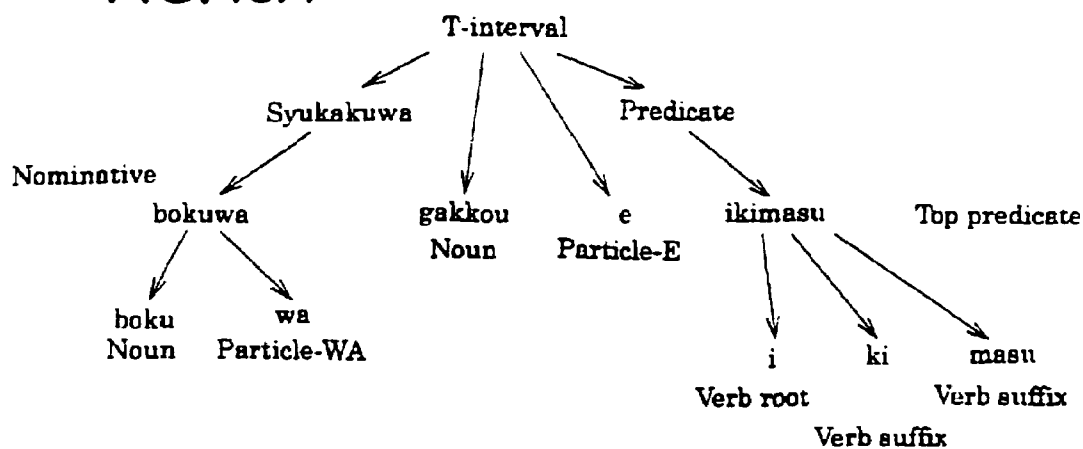 T-interval
Syukakuwa Predicate
Nominative
bokuwa gakkou e ikimasu Top predicate
Noun Particle-E
boku wa
Noun Particle-WA
i ki masu
Verb root Verb suffix
Verb suffix